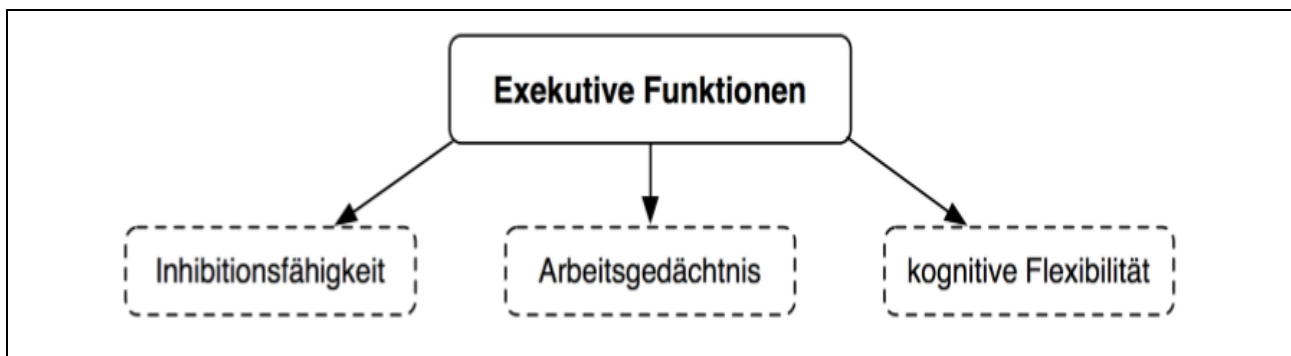 Exekutive Funktionen
Inhibitionsfähigkeit
Arbeitsgedächtnis
kognitive Flexibilität